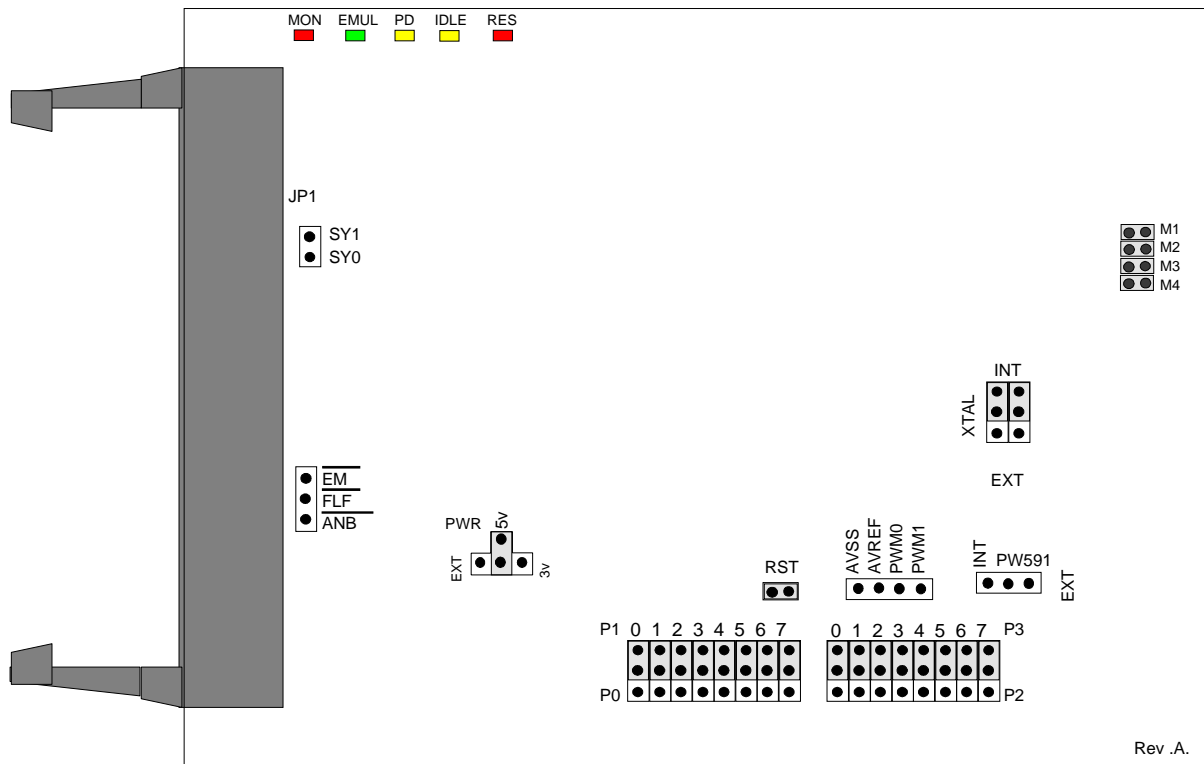 MON EMUL PD IDLE RES
JP1
SY1
SY0
M1
M2
M3
M4
INT
XTAL
EXT
EM
FLF
ANB
PWR
5v
EXT
3v
RST
AVSS
AVREF
PWM0
PWM1
INT
PW591
EXT
P1 0 1 2 3 4 5 6 7
0 1 2 3 4 5 6 7 P3
P0
P2
Rev .A.